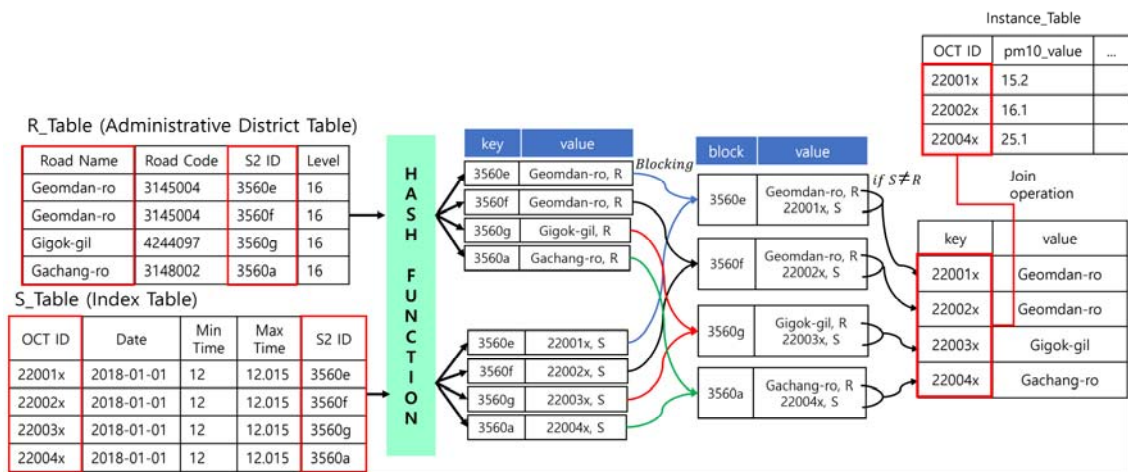 Instance_Table
OCT ID pm10_value ...
22001x 15.2
22002x 16.1
22004x 25.1
Join
operation
R_Table (Administrative District Table)
Road Name Road Code S2 ID Level
Geomdan-ro 3145004 3560e 16
Geomdan-ro 3145004 3560f 16
Gigok-gil 4244097 3560g 16
Gachang-ro 3148002 3560a 16
S_Table (Index Table)
OCT ID Date Min Time Max Time S2 ID
22001x 2018-01-01 12 12.015 3560e
22002x 2018-01-01 12 12.015 3560f
22003x 2018-01-01 12 12.015 3560g
22004x 2018-01-01 12 12.015 3560a
HASH FUNCTION
key value
3560e Geomdan-ro, R
3560f Geomdan-ro, R
3560g Gigok-gil, R
3560a Gachang-ro, R
3560e 22001x, S
3560f 22002x, S
3560g 22003x, S
3560a 22004x, S
Blocking
block value
3560e Geomdan-ro, R
22001x, S
3560f Geomdan-ro, R
22002x, S
3560g Gigok-gil, R
22003x, S
3560a Gachang-ro, R
22004x, S
if S≠R
key value
22001x Geomdan-ro
22002x Geomdan-ro
22003x Gigok-gil
22004x Gachang-ro